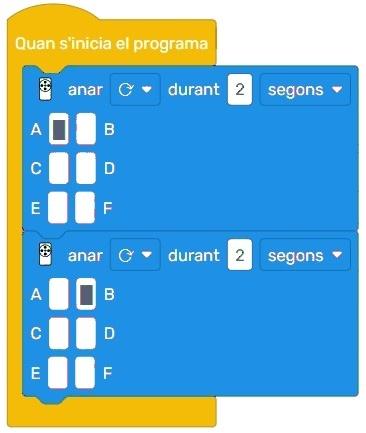 Quan s'inicia el programa
anar durant 2 segons
A B
C D
E F
anar durant 2 segons
A B
C D
E F